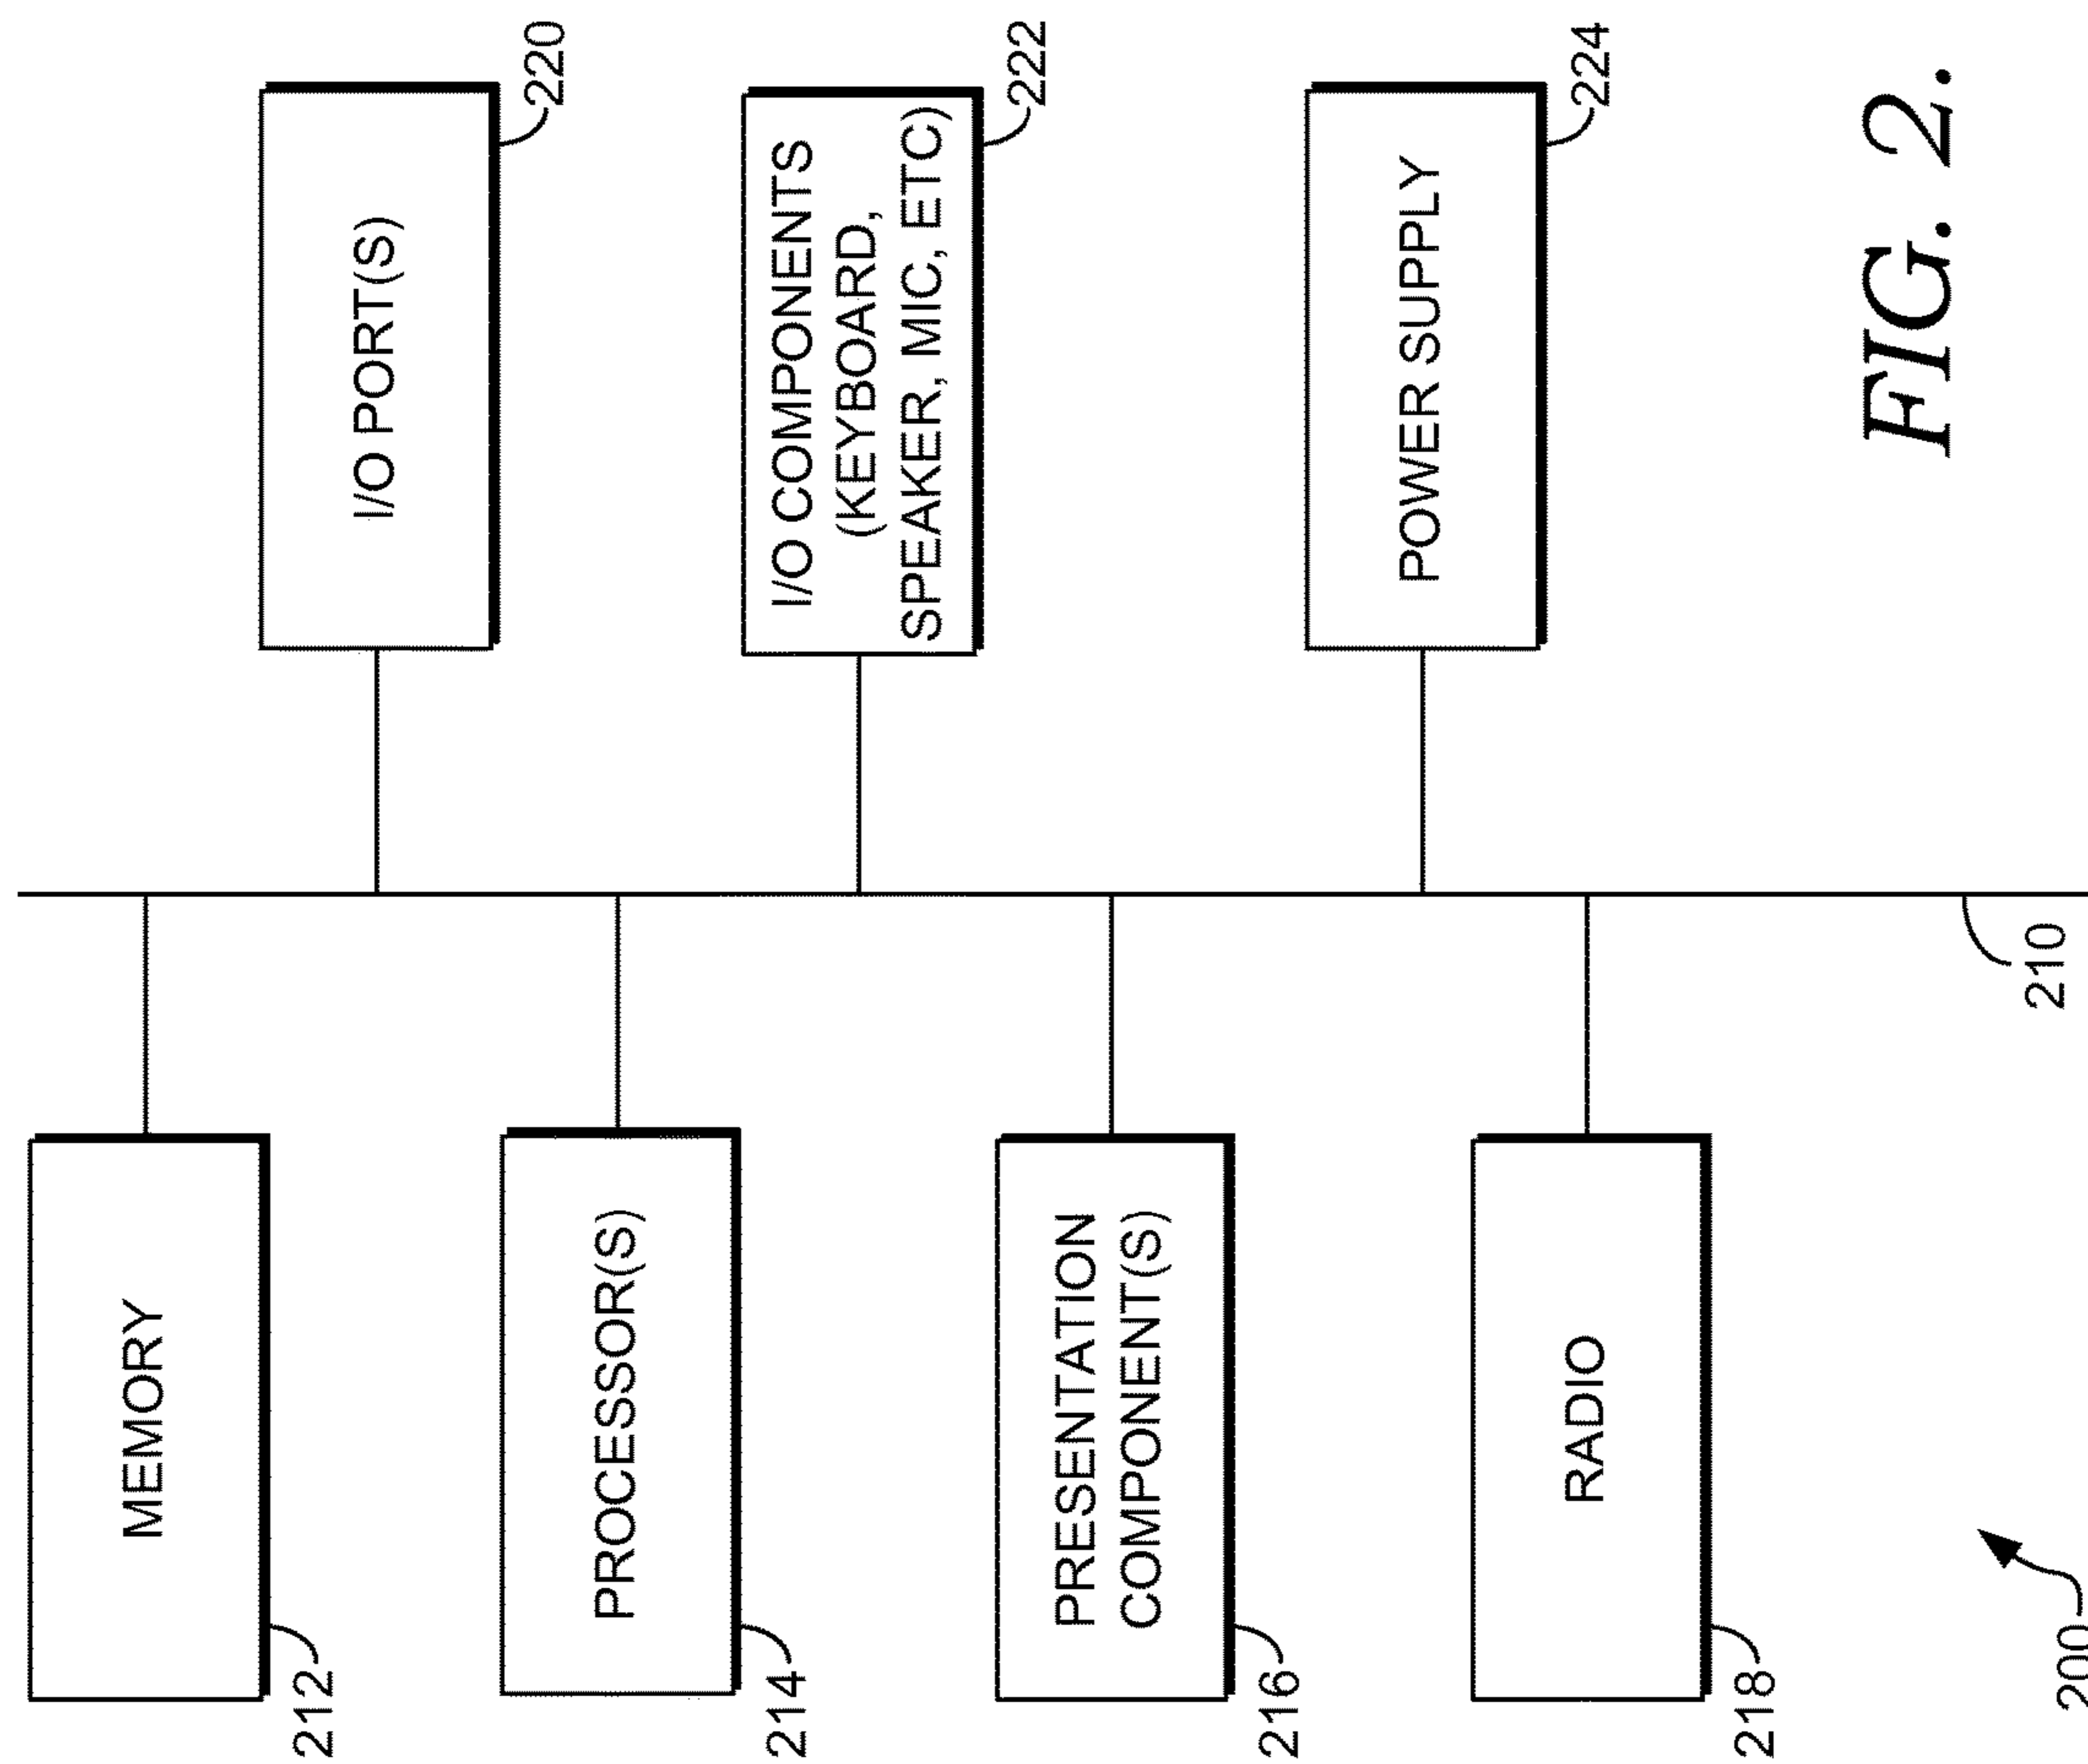 MEMORY
212
PROCESSOR(S)
214
PRESENTATION
COMPONENT(S)
216
RADIO
218
I/O PORT(S)
220
I/O COMPONENTS
(KEYBOARD,
SPEAKER, MIC, ETC)
222
POWER SUPPLY
224
210
200
FIG. 2.